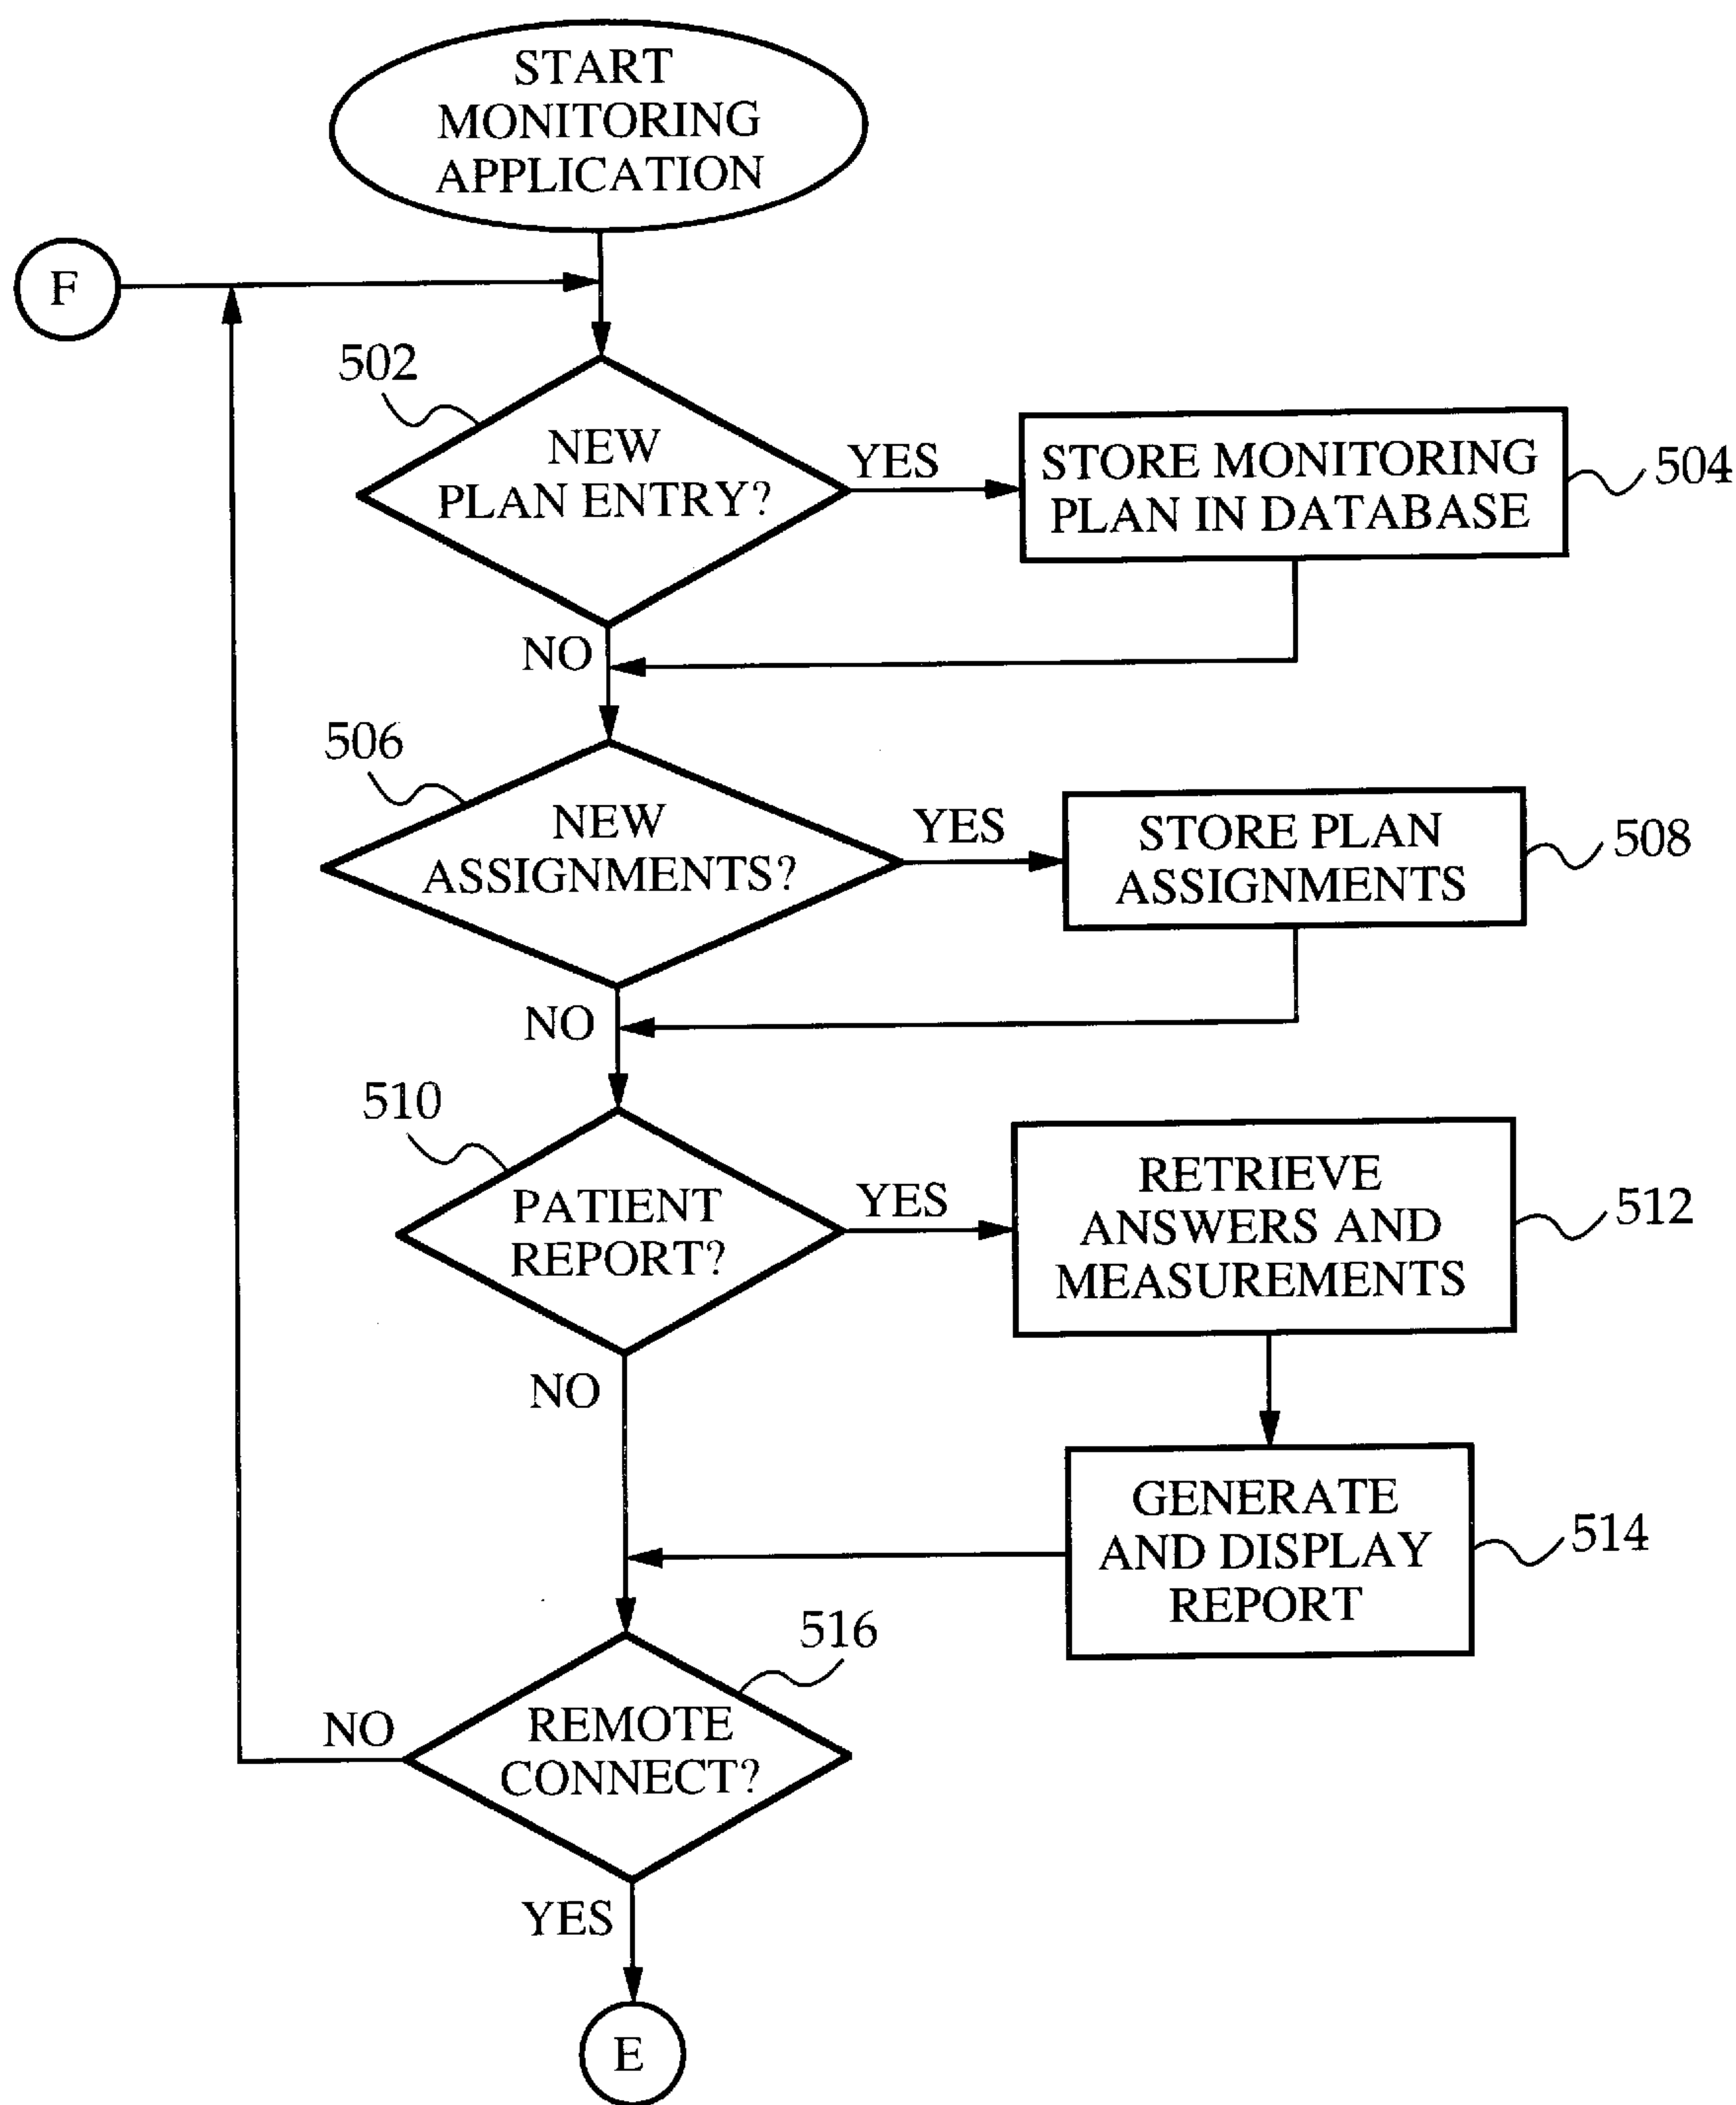 START
MONITORING
APPLICATION
F
502
NEW
PLAN ENTRY?
YES
STORE MONITORING
PLAN IN DATABASE
504
NO
506
NEW
ASSIGNMENTS?
YES
STORE PLAN
ASSIGNMENTS
508
NO
510
PATIENT
REPORT?
YES
RETRIEVE
ANSWERS AND
MEASUREMENTS
512
NO
GENERATE
AND DISPLAY
REPORT
514
516
REMOTE
CONNECT?
NO
YES
E